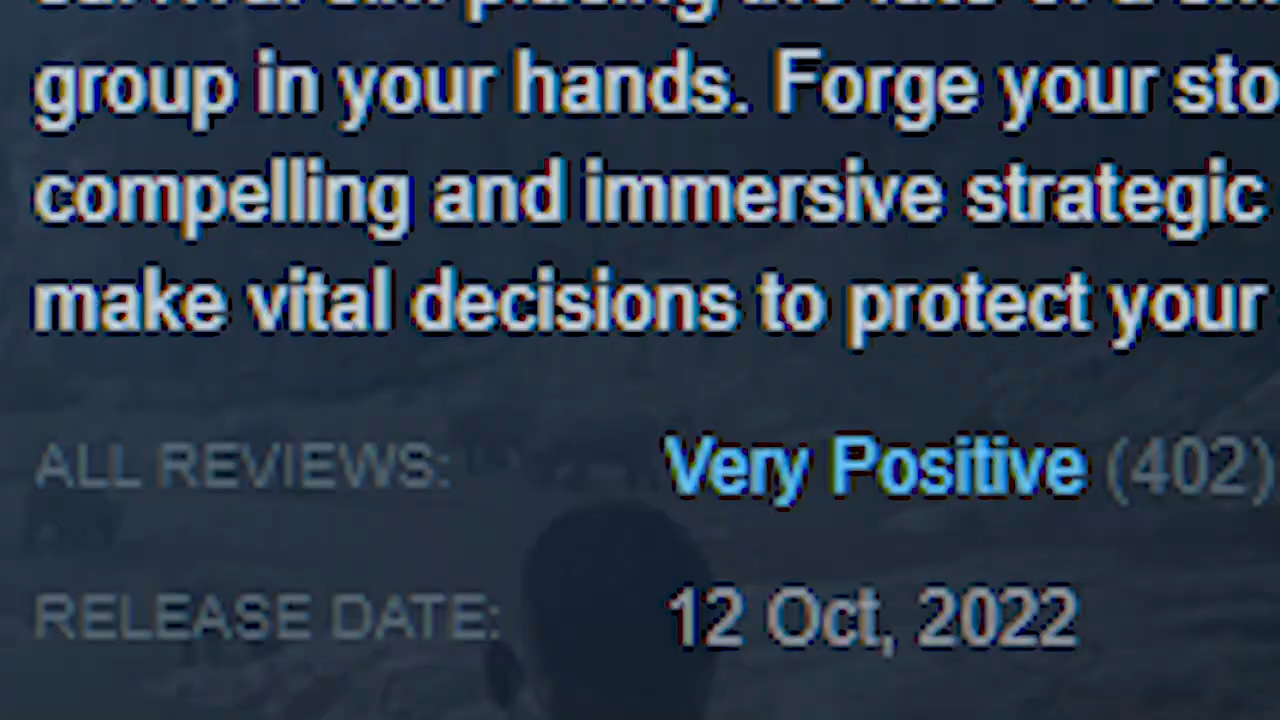 group in your hands. Forge your sto
compelling and immersive strategic
make vital decisions to protect your
ALL REVIEWS: Very Positive (402)
RELEASE DATE: 12 Oct, 2022